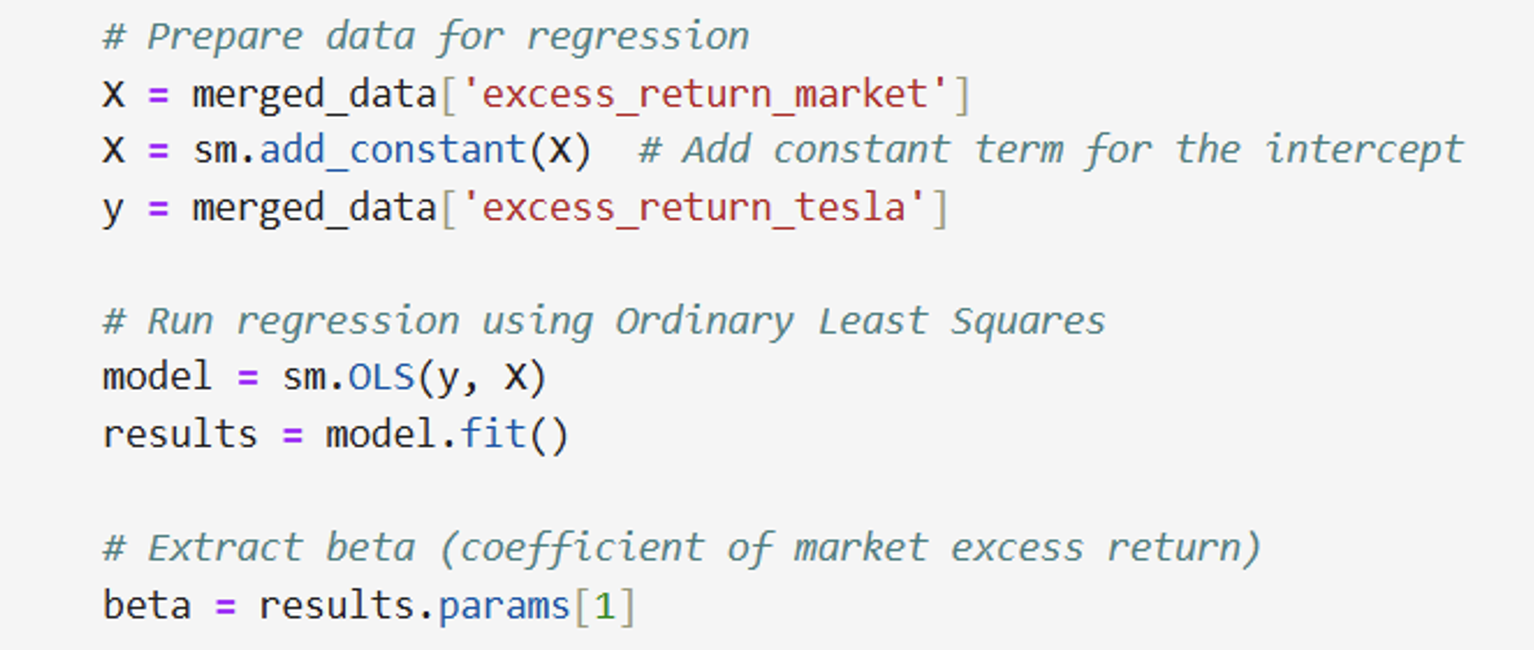 # Prepare data for regression
X = merged_data['excess_return_market']
X = sm.add_constant(X)  # Add constant term for the intercept
y = merged_data['excess_return_tesla']
# Run regression using Ordinary Least Squares
model = sm.OLS(y, X)
results = model.fit()
# Extract beta (coefficient of market excess return)
beta = results.params[1]